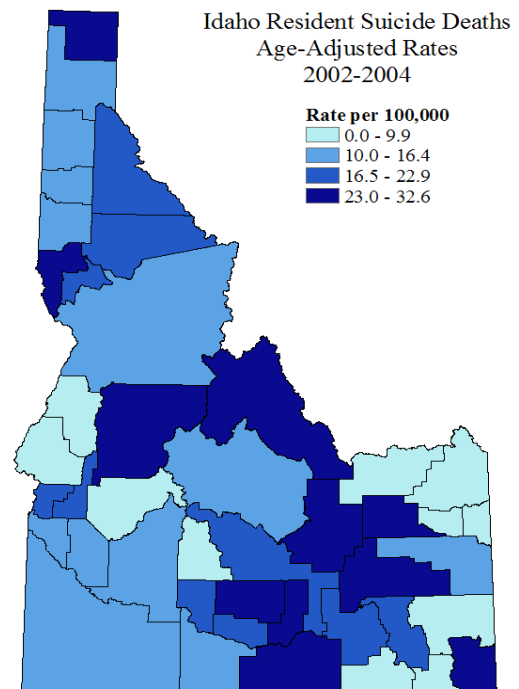 Idaho Resident Suicide Deaths
Age-Adjusted Rates
2002-2004
Rate per 100,000
0.0 - 9.9
10.0 - 16.4
16.5 - 22.9
23.0 - 32.6